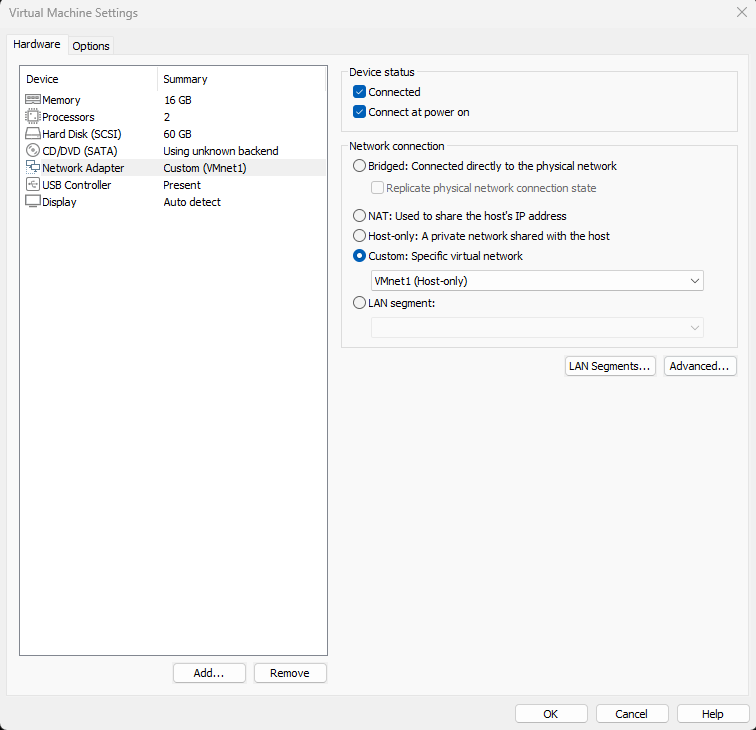 Virtual Machine Settings
Hardware
Options
Device Summary
Memory 16 GB
Processors 2
Hard Disk (SCSI) 60 GB
CD/DVD (SATA) Using unknown backend
Network Adapter Custom (VMnet1)
USB Controller Present
Display Auto detect
Add...
Remove
Device status
Connected
Connect at power on
Network connection
Bridged: Connected directly to the physical network
Replicate physical network connection state
NAT: Used to share the host's IP address
Host-only: A private network shared with the host
Custom: Specific virtual network
VMnet1 (Host-only)
LAN segment:
LAN Segments...
Advanced...
OK
Cancel
Help